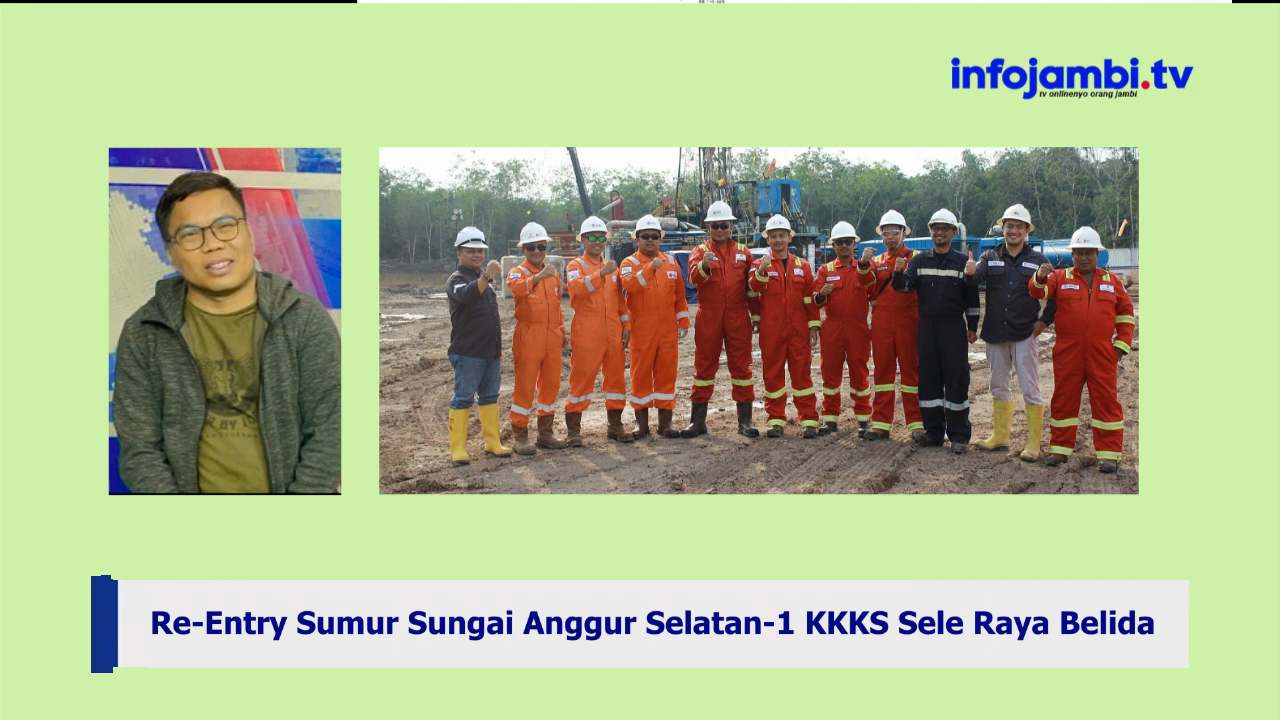 infojambi.tv
tv onlinenyo orang jambi
Re-Entry Sumur Sungai Anggur Selatan-1 KKKS Sele Raya Belida